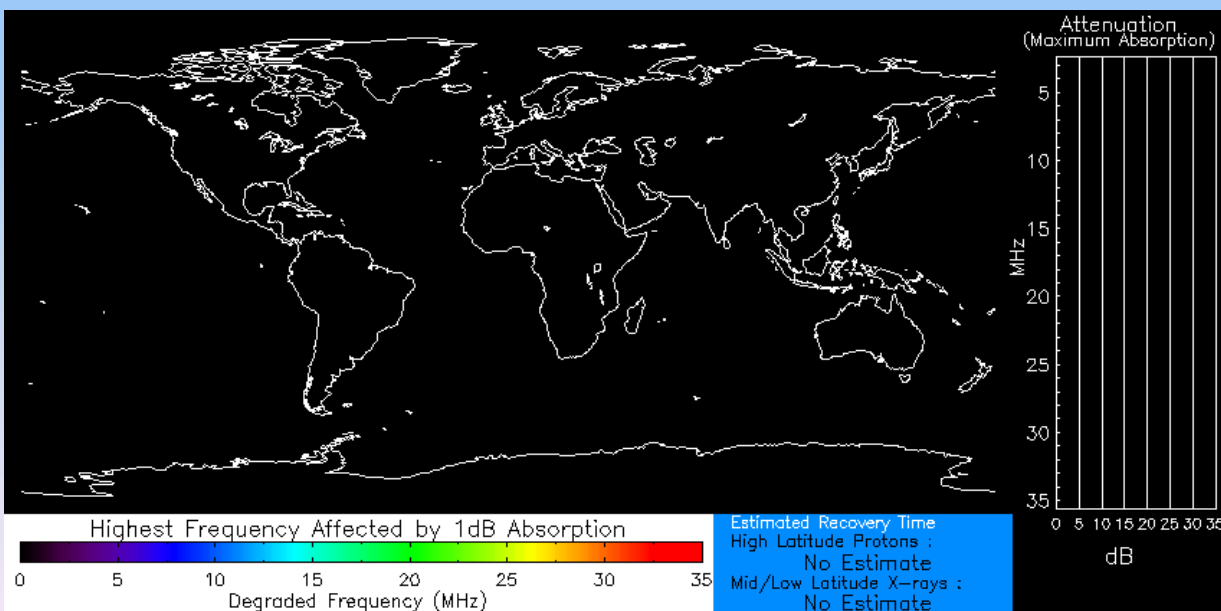 Attenuation
(Maximum Absorption)
5
10
15
20
25
30
35
MHz
0 5 10 15 20 25 30 35
dB
Highest Frequency Affected by 1dB Absorption
0 5 10 15 20 25 30 35
Degraded Frequency (MHz)
Estimated Recovery Time
High Latitude Protons :
No Estimate
Mid/Low Latitude X-rays :
No Estimate